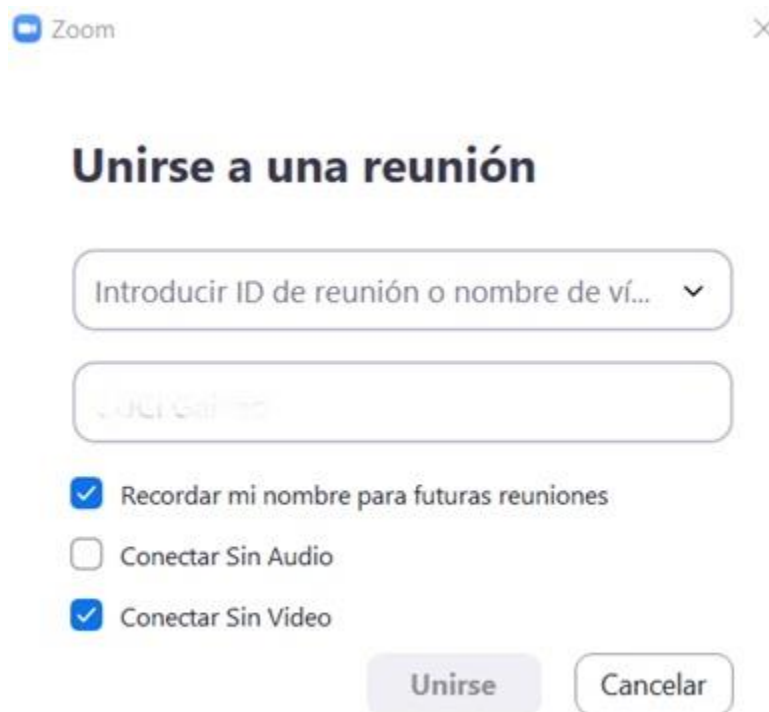 Zoom
Unirse a una reunión
Introducir ID de reunión o nombre de ví...
Recordar mi nombre para futuras reuniones
Conectar Sin Audio
Conectar Sin Video
Unirse Cancelar